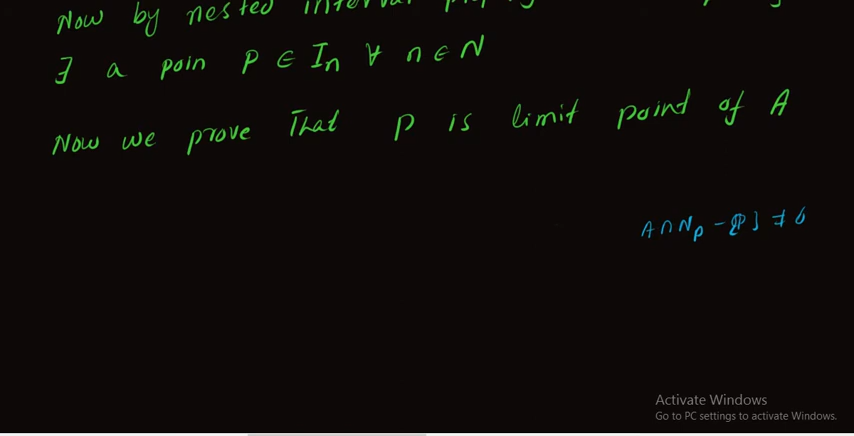 Now by nested interval
∃ a poin P ∈ In ∀ n ∈ N
Now we prove That p is limit point of A
A ∩ Np - {P} ≠ ϕ
Activate Windows
Go to PC settings to activate Windows.